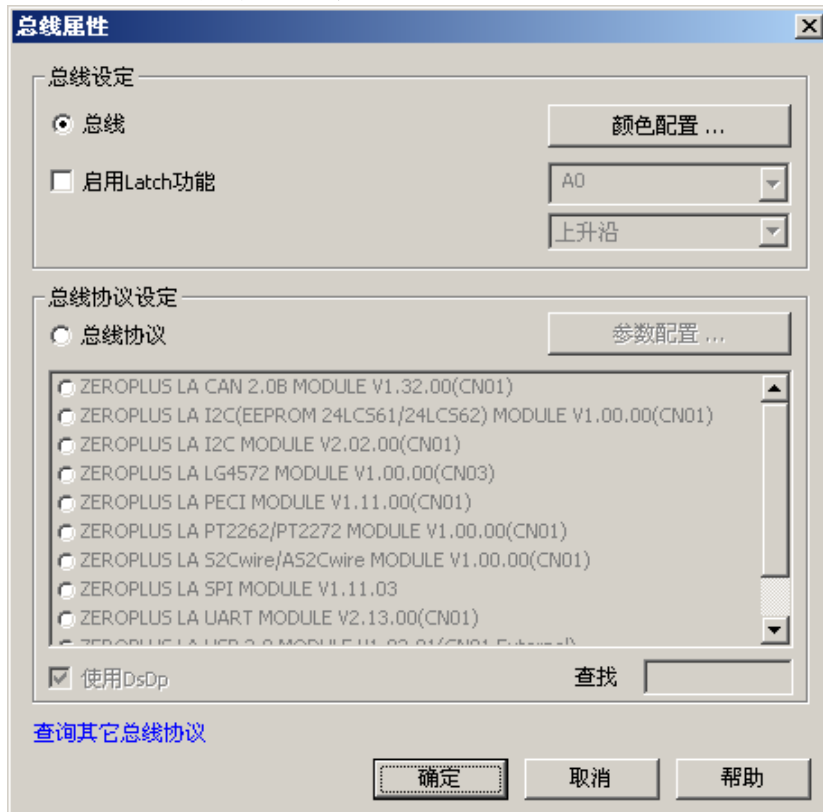 总线属性
总线设定
总线
颜色配置 ...
启用Latch功能
A0
上升沿
总线协议设定
总线协议
参数配置 ...
ZEROPLUS LA CAN 2.0B MODULE V1.32.00(CN01)
ZEROPLUS LA I2C(EEPROM 24LCS61/24LCS62) MODULE V1.00.00(CN01)
ZEROPLUS LA I2C MODULE V2.02.00(CN01)
ZEROPLUS LA LG4572 MODULE V1.00.00(CN03)
ZEROPLUS LA PECI MODULE V1.11.00(CN01)
ZEROPLUS LA PT2262/PT2272 MODULE V1.00.00(CN01)
ZEROPLUS LA S2Cwire/AS2Cwire MODULE V1.00.00(CN01)
ZEROPLUS LA SPI MODULE V1.11.03
ZEROPLUS LA UART MODULE V2.13.00(CN01)
使用DsDp
查找
查询其它总线协议
确定
取消
帮助